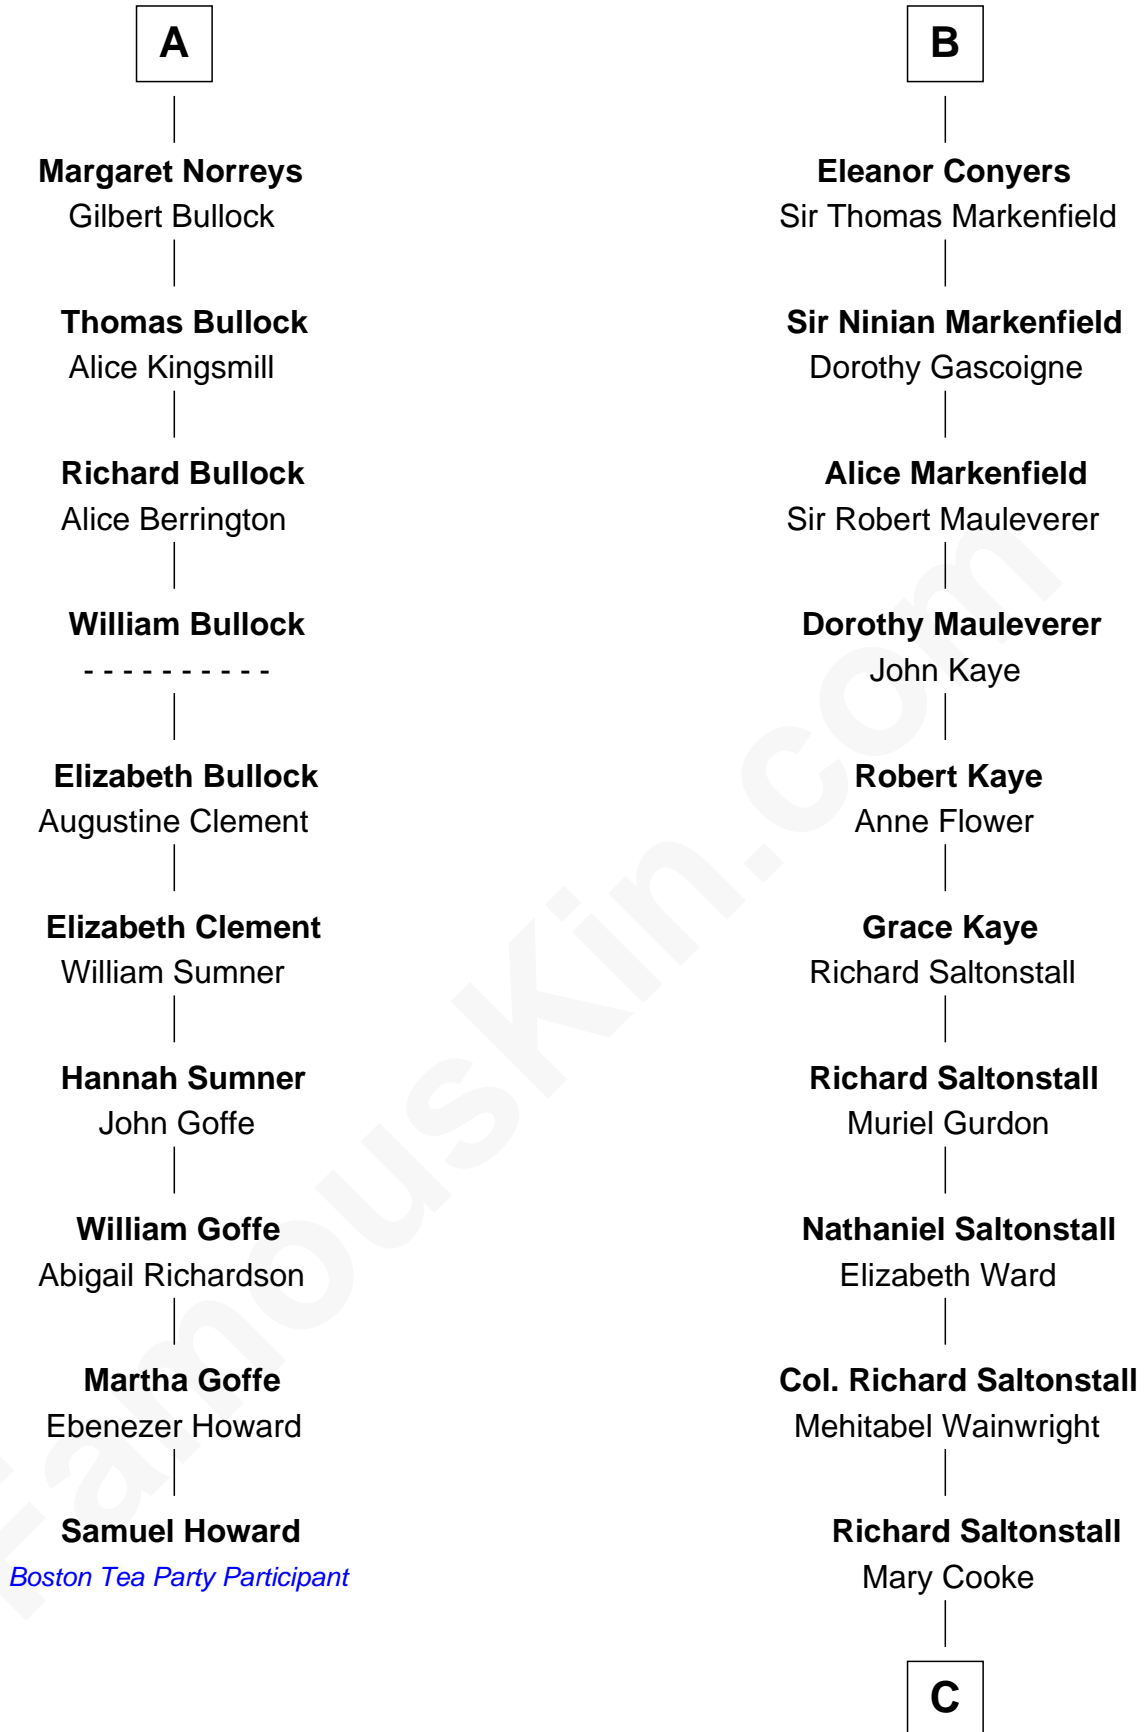 A
Margaret Norreys
Gilbert Bullock
Thomas Bullock
Alice Kingsmill
Richard Bullock
Alice Berrington
William Bullock
- - - - - - - - - -
Elizabeth Bullock
Augustine Clement
Elizabeth Clement
William Sumner
Hannah Sumner
John Goffe
William Goffe
Abigail Richardson
Martha Goffe
Ebenezer Howard
Samuel Howard
Boston Tea Party Participant
B
Eleanor Conyers
Sir Thomas Markenfield
Sir Ninian Markenfield
Dorothy Gascoigne
Alice Markenfield
Sir Robert Mauleverer
Dorothy Mauleverer
John Kaye
Robert Kaye
Anne Flower
Grace Kaye
Richard Saltonstall
Richard Saltonstall
Muriel Gurdon
Nathaniel Saltonstall
Elizabeth Ward
Col. Richard Saltonstall
Mehitabel Wainwright
Richard Saltonstall
Mary Cooke
C
FamousKin.com